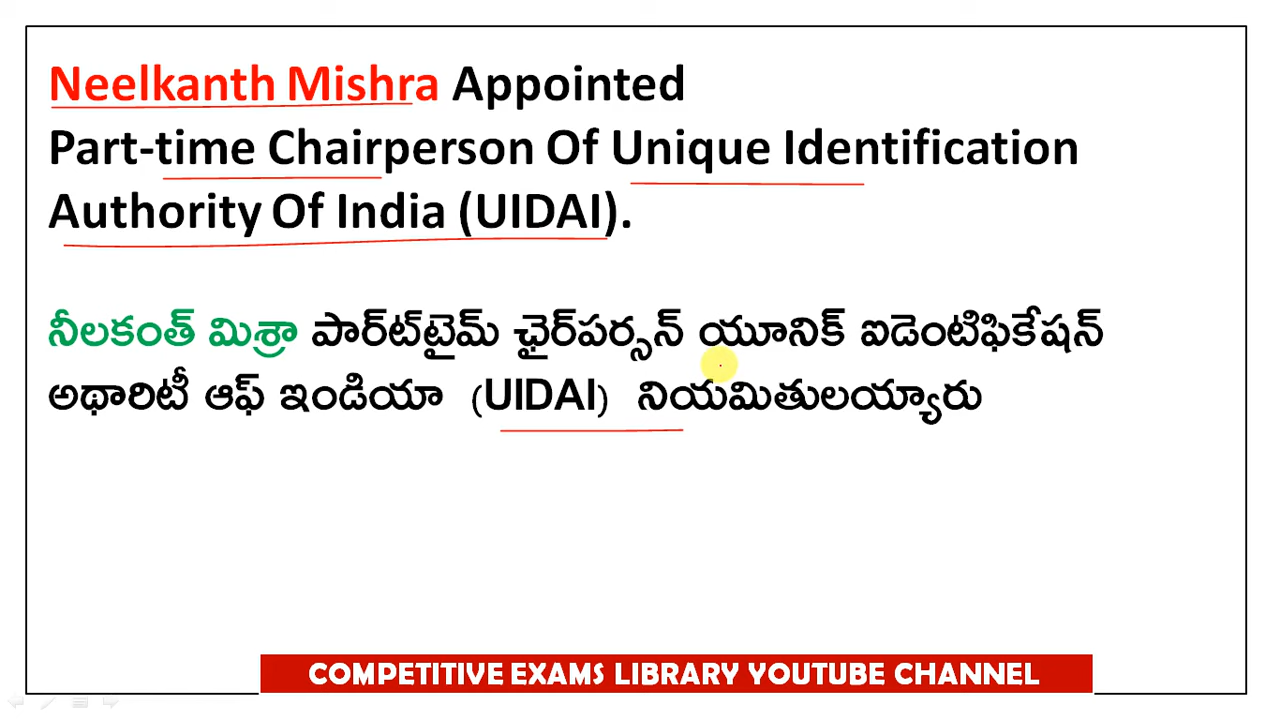 Neelkanth Mishra Appointed
Part-time Chairperson Of Unique Identification
Authority Of India (UIDAI).
నీలకంత్ మిశ్రా పార్ట్‌టైమ్ ఛైర్‌పర్సన్ యూనిక్ ఐడెంటిఫికేషన్
అథారిటీ ఆఫ్ ఇండియా (UIDAI) నియమితులయ్యారు
COMPETITIVE EXAMS LIBRARY YOUTUBE CHANNEL